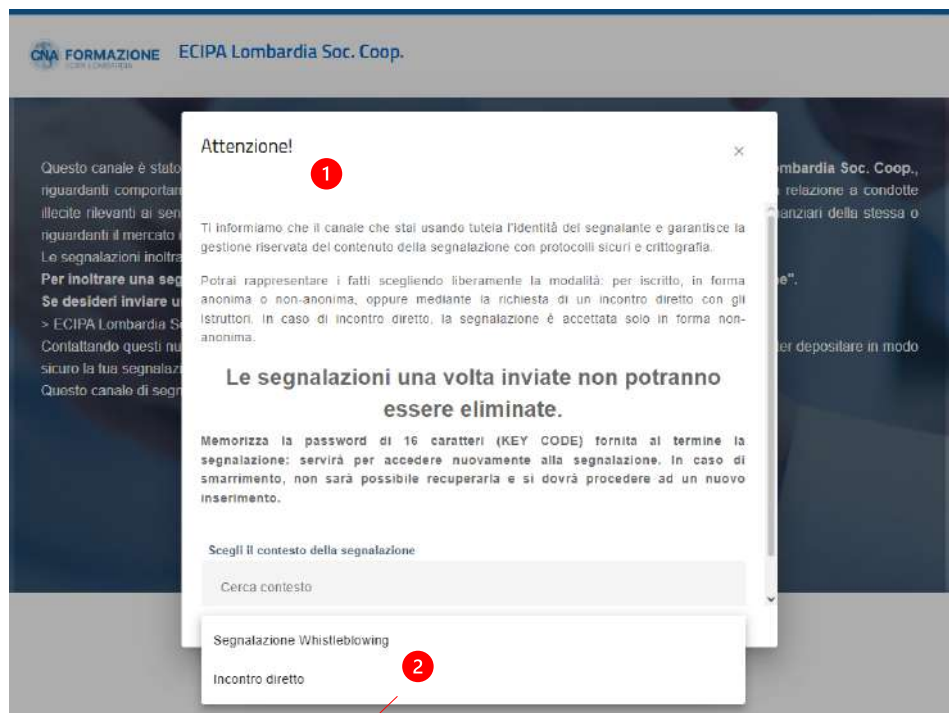 CNA FORMAZIONE ECIPA Lombardia Soc. Coop.
Attenzione!
×
1
Questo canale è stato
mbardia Soc. Coop.,
riguardanti comportam
relazione a condotte
illecite rilevanti ai sen
anziari della stessa o
riguardanti il mercato i
Le segnalazioni inoltra
Per inoltrare una seg
e".
Se desideri inviare u
> ECIPA Lombardia S
Contattando questi nu
er depositare in modo
sicuro la tua segnalazi
Questo canale di segn
Ti informiamo che il canale che stai usando tutela l'identità del segnalante e garantisce la
gestione riservata del contenuto della segnalazione con protocolli sicuri e crittografia.
Potrai rappresentare i fatti scegliendo liberamente la modalità: per iscritto, in forma
anonima o non-anonima, oppure mediante la richiesta di un incontro diretto con gli
istruttori. In caso di incontro diretto, la segnalazione è accettata solo in forma non-
anonima.
Le segnalazioni una volta inviate non potranno
essere eliminate.
Memorizza la password di 16 caratteri (KEY CODE) fornita al termine la
segnalazione: servirà per accedere nuovamente alla segnalazione. In caso di
smarrimento, non sarà possibile recuperarla e si dovrà procedere ad un nuovo
inserimento.
Scegli il contesto della segnalazione
Cerca contesto
Segnalazione Whistleblowing
2
Incontro diretto